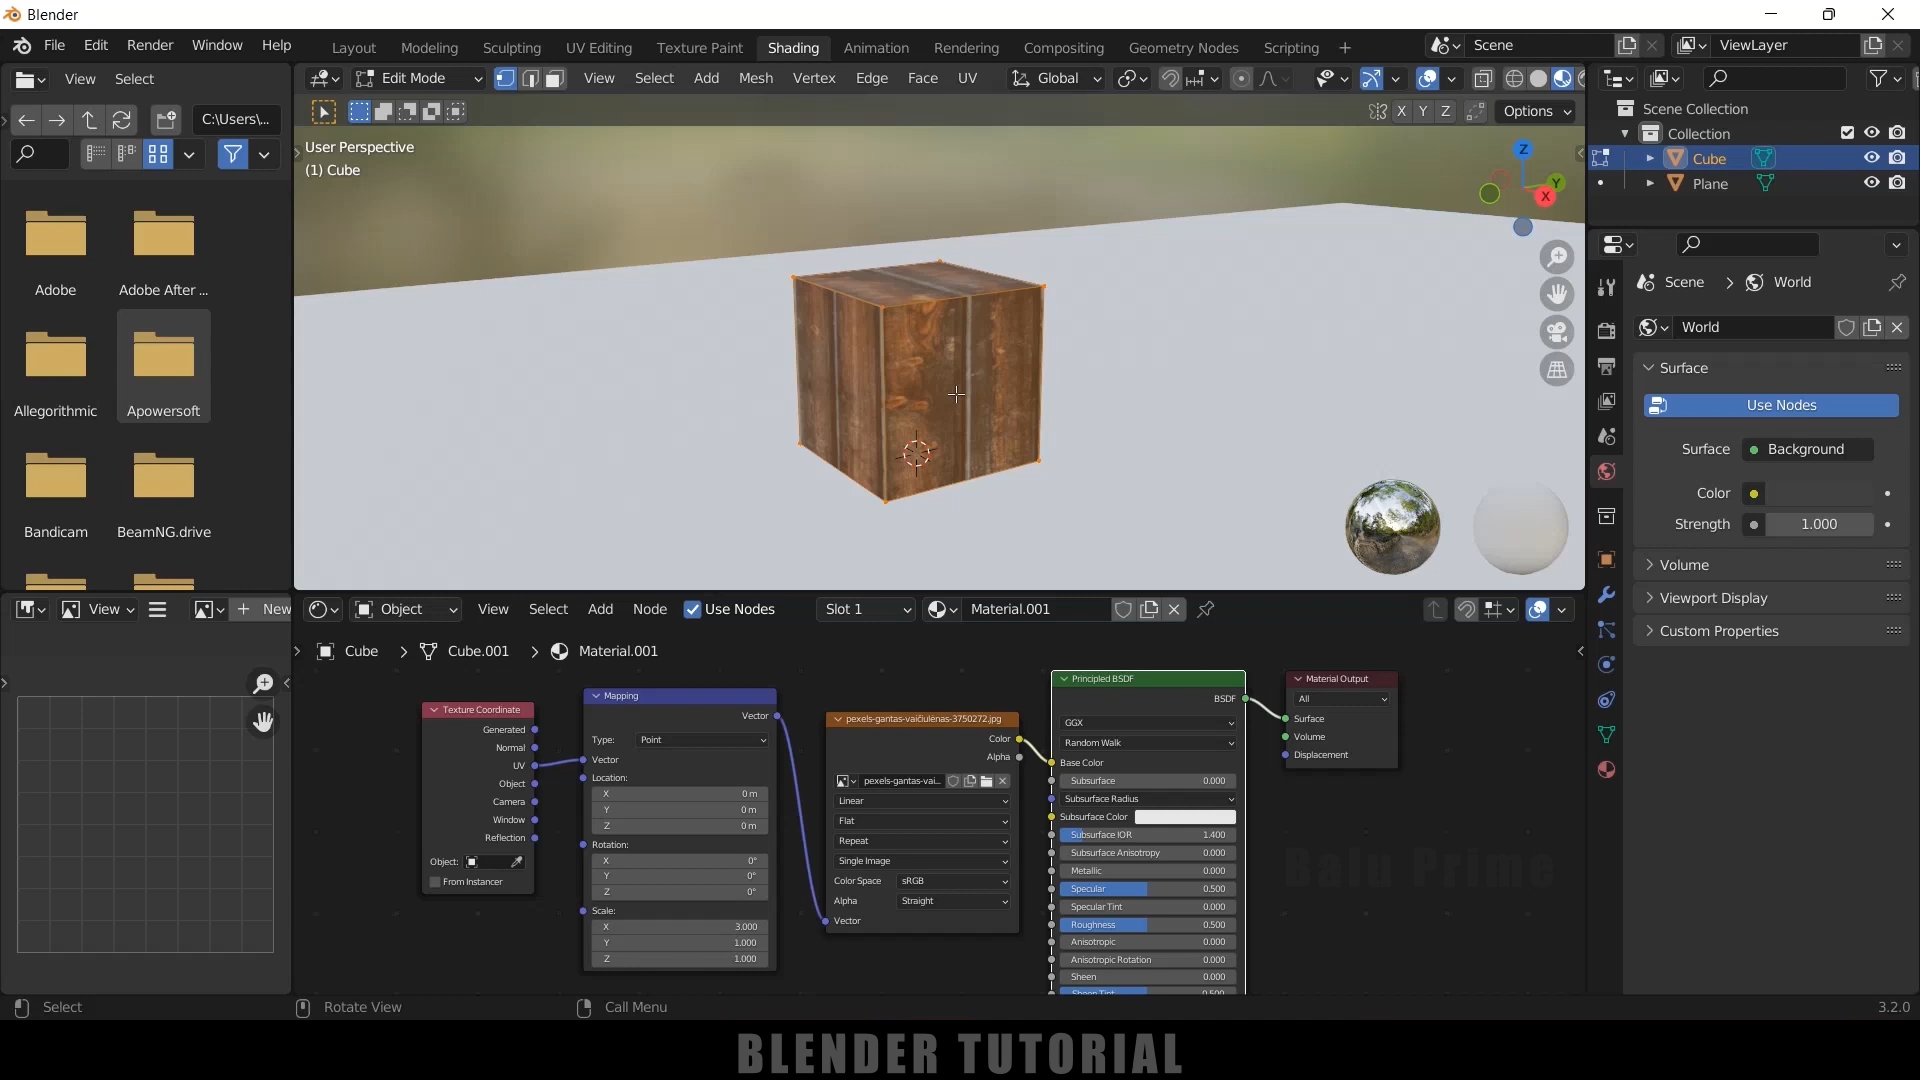 Blender
File Edit Render Window Help
Layout Modeling Sculpting UV Editing Texture Paint Shading Animation Rendering Compositing Geometry Nodes Scripting +
Scene
ViewLayer
View Select
Edit Mode View Select Add Mesh Vertex Edge Face UV Global
C:\Users\...
X Y Z Options
User Perspective
(1) Cube
Z
Y
X
Adobe
Adobe After ...
Allegorithmic
Apowersoft
Bandicam
BeamNG.drive
Scene Collection
Collection
Cube
Plane
Scene > World
World
Surface
Use Nodes
Surface Background
Color
Strength 1.000
Volume
Viewport Display
Custom Properties
View New
Object View Select Add Node Use Nodes Slot 1 Material.001
Cube > Cube.001 > Material.001
Texture Coordinate
Generated
Normal
UV
Object
Camera
Window
Reflection
Object:
From Instancer
Mapping
Vector
Type: Point
Vector
Location:
X 0 m
Y 0 m
Z 0 m
Rotation:
X 0°
Y 0°
Z 0°
Scale:
X 3.000
Y 1.000
Z 1.000
pexels-gantas-vaičiulėnas-3750272.jpg
Color
Alpha
pexels-gantas-vai...
Linear
Flat
Repeat
Single Image
Color Space sRGB
Alpha Straight
Vector
Principled BSDF
BSDF
GGX
Random Walk
Base Color
Subsurface 0.000
Subsurface Radius
Subsurface Color
Subsurface IOR 1.400
Subsurface Anisotropy 0.000
Metallic 0.000
Specular 0.500
Specular Tint 0.000
Roughness 0.500
Anisotropic 0.000
Anisotropic Rotation 0.000
Sheen 0.000
Sheen Tint 0.500
Material Output
All
Surface
Volume
Displacement
Balu Prime
Select
Rotate View
Call Menu
3.2.0
BLENDER TUTORIAL